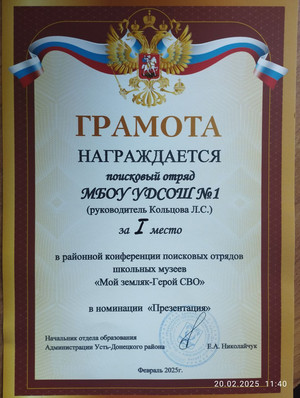 ГРАМОТА
НАГРАЖДАЕТСЯ
поисковый отряд
МБОУ УДСОШ №1
(руководитель Кольцова Л.С.)
за I место
в районной конференции поисковых отрядов
школьных музеев
«Мой земляк-Герой СВО»
в номинации «Презентация»
Начальник отдела образования
Администрации Усть-Донецкого района Е.А. Николайчук
Февраль 2025г.
20.02.2025 11:40